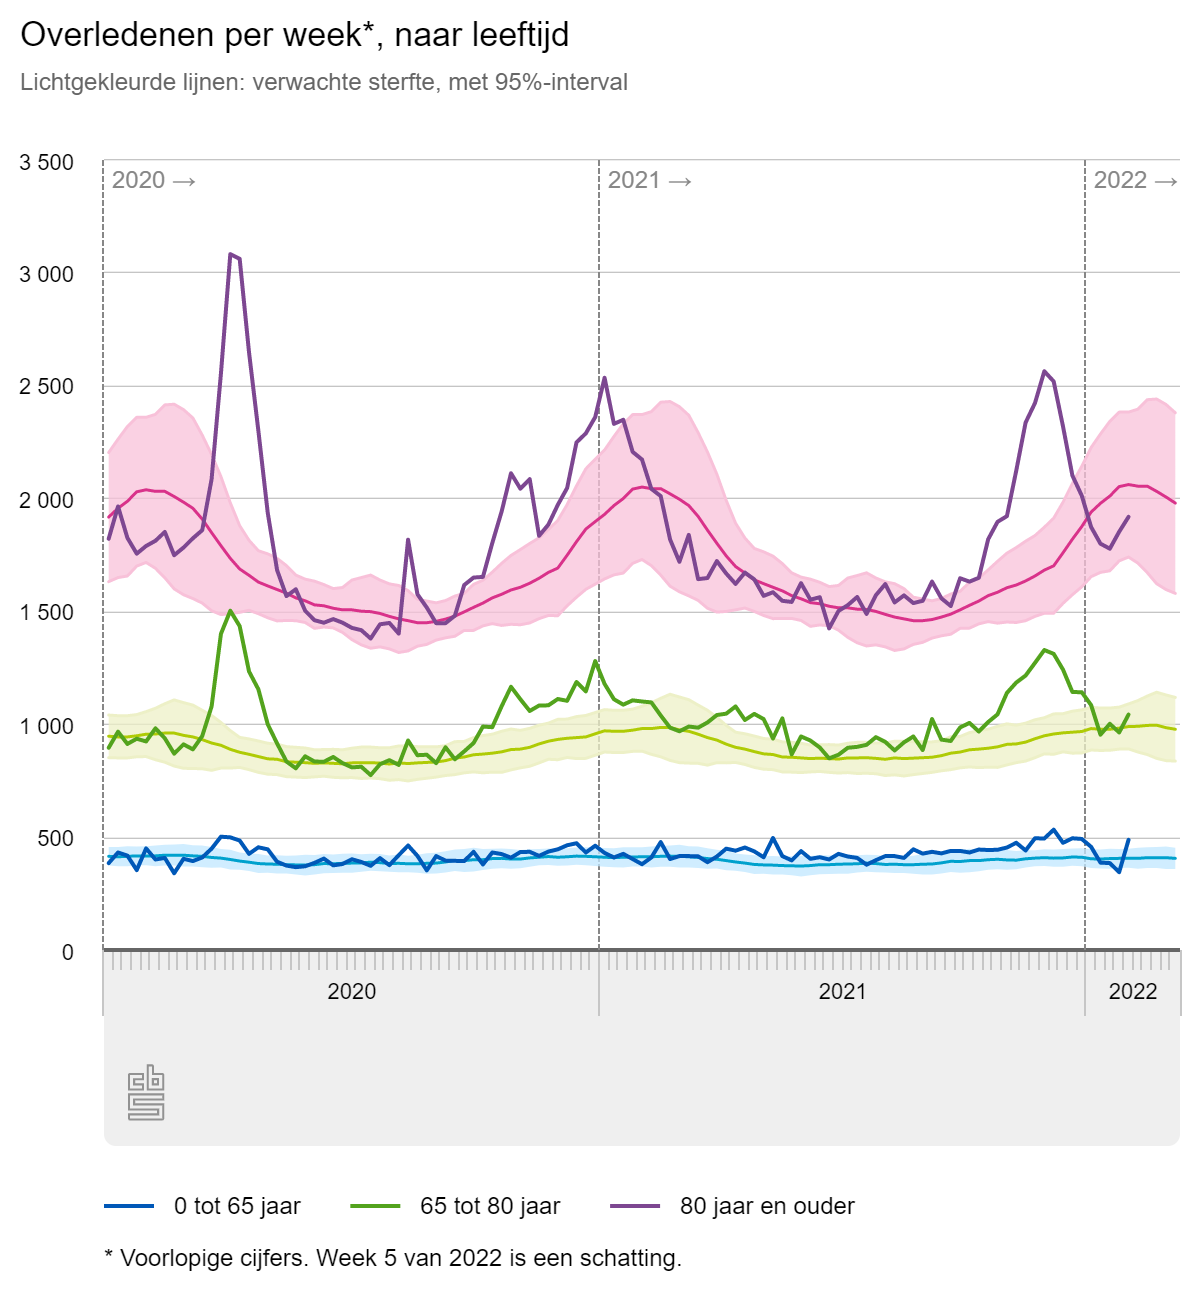 Overledenen per week*, naar leeftijd
Lichtgekleurde lijnen: verwachte sterfte, met 95%-interval
3 500
2020 →
2021 →
2022 →
3 000
2 500
2 000
1 500
1 000
500
0
2020
2021
2022
cbs
0 tot 65 jaar
65 tot 80 jaar
80 jaar en ouder
* Voorlopige cijfers. Week 5 van 2022 is een schatting.